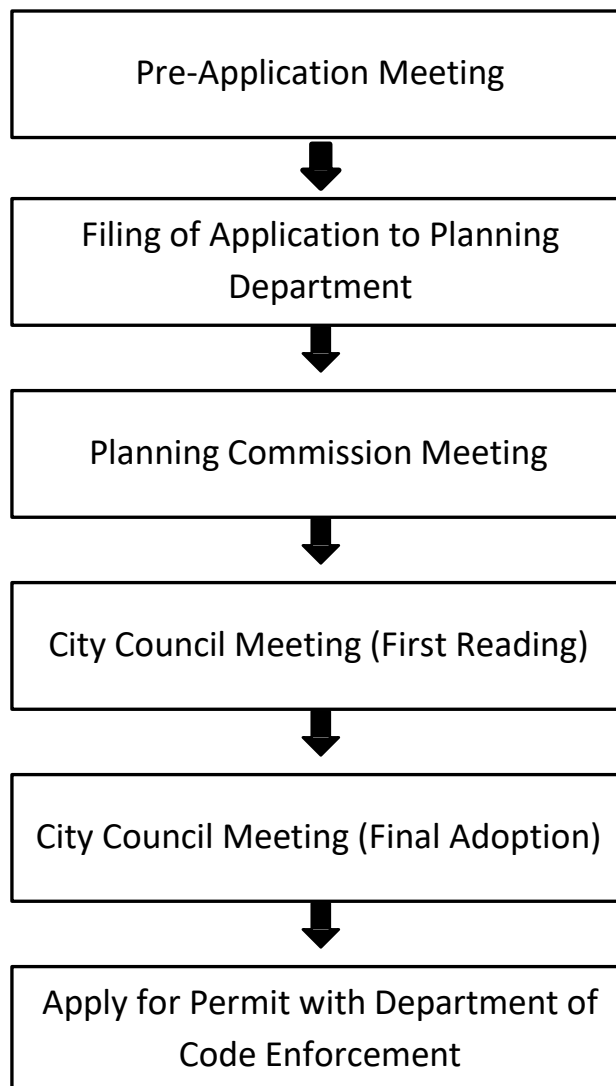 Pre-Application Meeting
Filing of Application to Planning
Department
Planning Commission Meeting
City Council Meeting (First Reading)
City Council Meeting (Final Adoption)
Apply for Permit with Department of
Code Enforcement